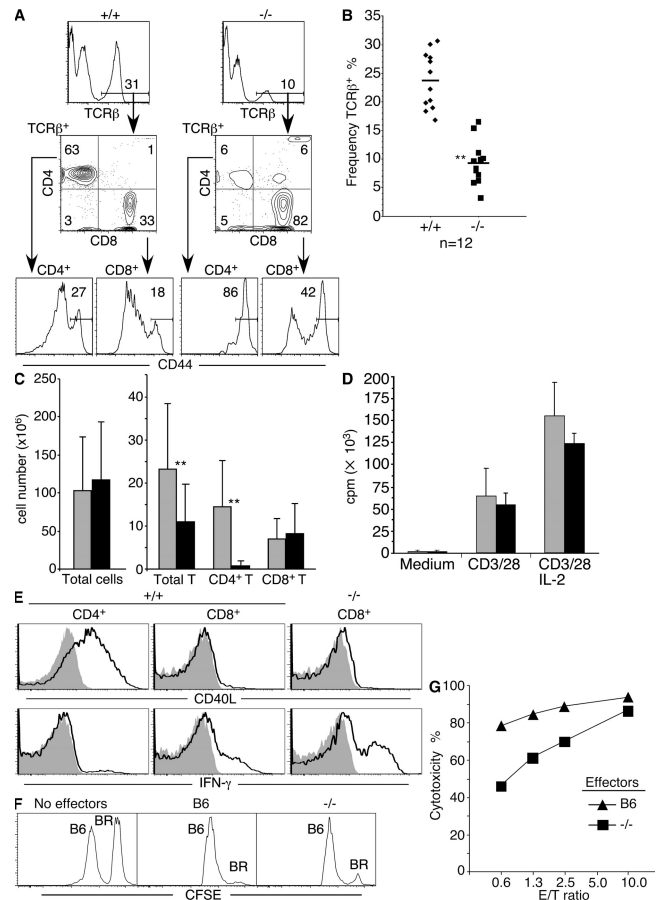 A
+/+
-/-
31
10
TCRβ
TCRβ
TCRβ+
TCRβ+
63
1
3
33
6
6
5
82
CD4
CD4
CD8
CD8
CD4+
CD8+
CD4+
CD8+
27
18
86
42
CD44
B
Frequency TCRβ+ %
35
30
25
20
15
10
5
0
**
+/+
-/-
n=12
C
cell number (x10⁶)
250
200
150
100
50
0
Total cells
50
40
30
20
10
0
**
**
Total T
CD4+ T
CD8+ T
D
cpm (× 10³)
200
175
150
125
100
75
50
25
0
Medium
CD3/28
CD3/28
IL-2
E
+/+
-/-
CD4+
CD8+
CD8+
CD40L
IFN-γ
F
No effectors
B6
-/-
B6
BR
B6
BR
B6
BR
CFSE
G
Cytotoxicity %
100
80
60
40
20
0
Effectors
B6
-/-
0.6
1.3
2.5
5.0
10.0
E/T ratio